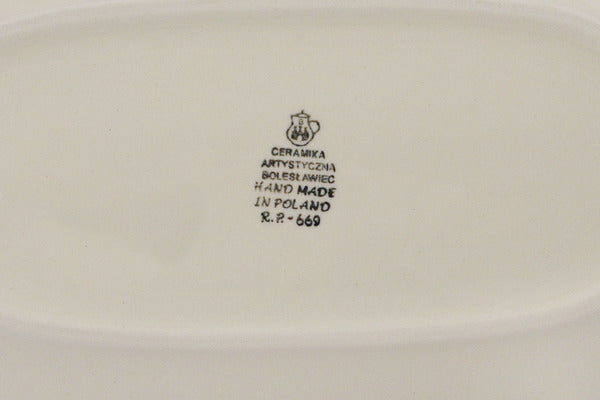 CERAMIKA
ARTYSTYCZNA
BOLESŁAWIEC
HAND MADE
IN POLAND
R.P.-669